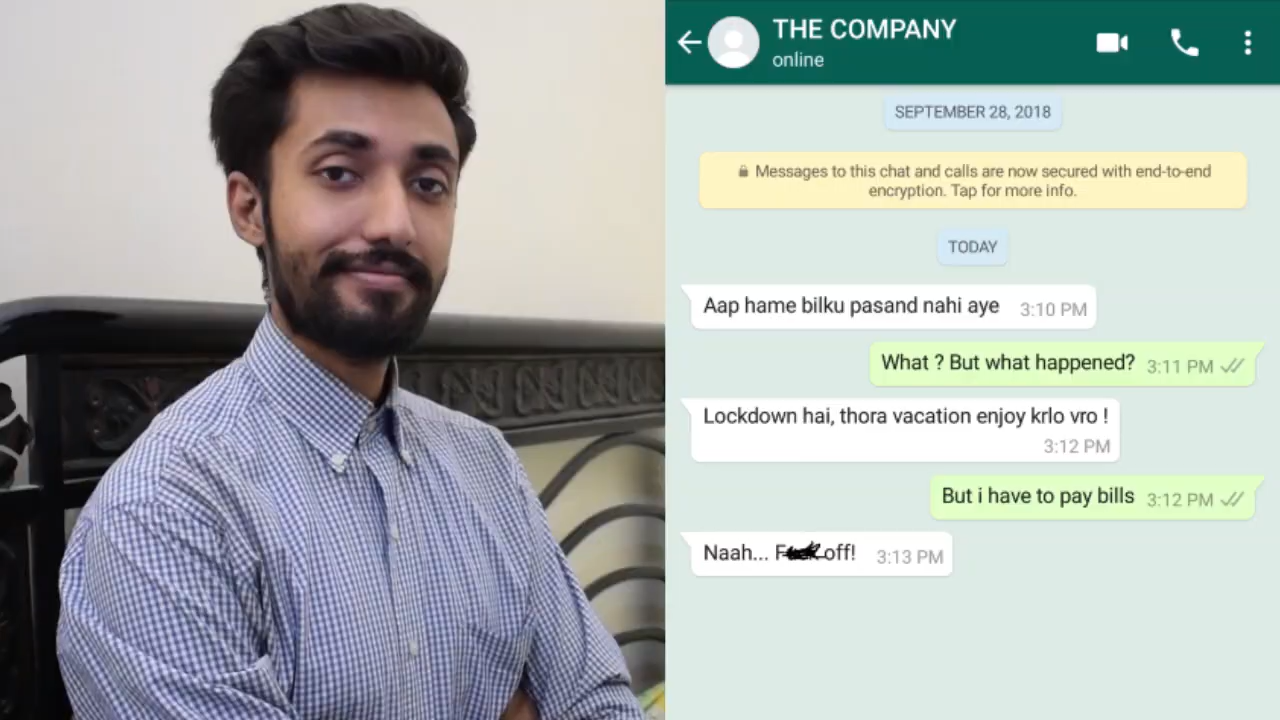 THE COMPANY
online
SEPTEMBER 28, 2018
Messages to this chat and calls are now secured with end-to-end
encryption. Tap for more info.
TODAY
Aap hame bilku pasand nahi aye 3:10 PM
What ? But what happened? 3:11 PM
Lockdown hai, thora vacation enjoy krlo vro !
3:12 PM
But i have to pay bills 3:12 PM
Naah... F off! 3:13 PM